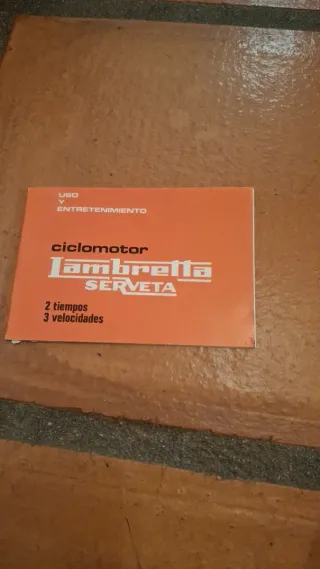 USO
Y
ENTRETENIMIENTO
ciclomotor
Lambretta
SERVETA
2 tiempos
3 velocidades